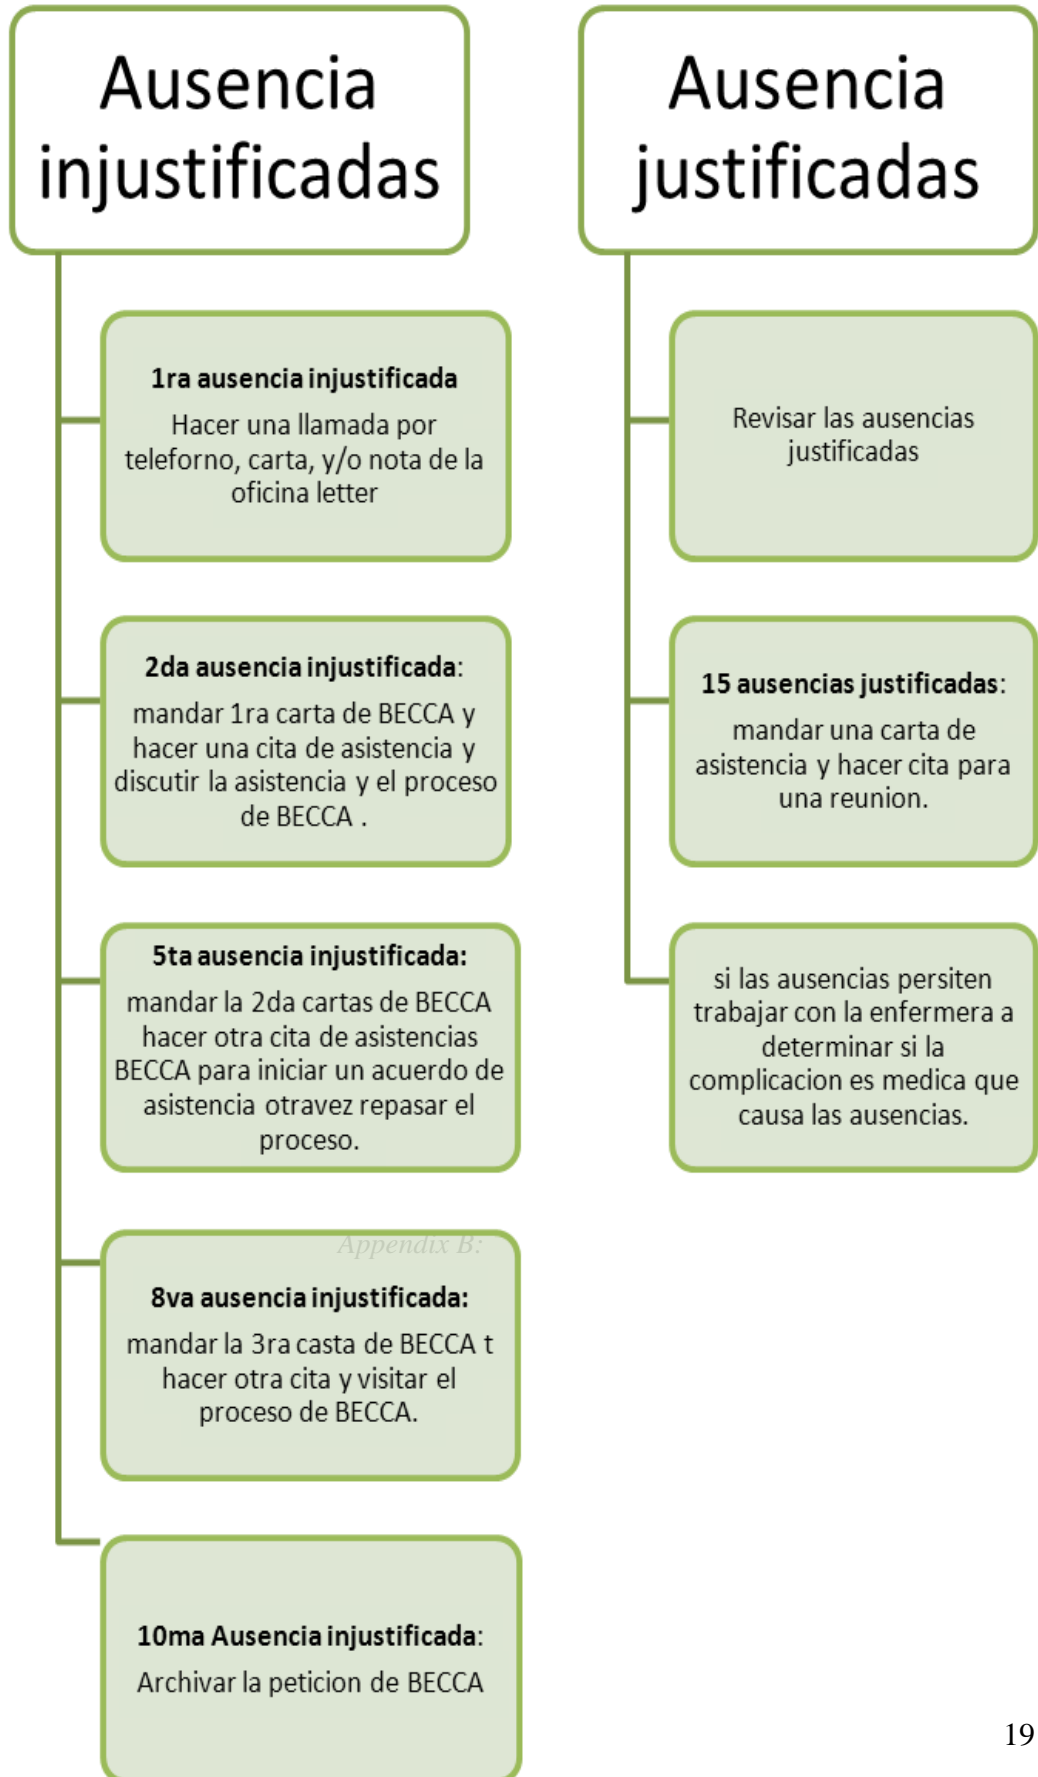 Ausencia
injustificadas
1ra ausencia injustificada
Hacer una llamada por
teleforno, carta, y/o nota de la
oficina letter
2da ausencia injustificada:
mandar 1ra carta de BECCA y
hacer una cita de asistencia y
discutir la asistencia y el proceso
de BECCA .
5ta ausencia injustificada:
mandar la 2da cartas de BECCA
hacer otra cita de asistencias
BECCA para iniciar un acuerdo de
asistencia otravez repasar el
proceso.
Appendix B:
8va ausencia injustificada:
mandar la 3ra casta de BECCA t
hacer otra cita y visitar el
proceso de BECCA.
10ma Ausencia injustificada:
Archivar la peticion de BECCA
Ausencia
justificadas
Revisar las ausencias
justificadas
15 ausencias justificadas:
mandar una carta de
asistencia y hacer cita para
una reunion.
si las ausencias persiten
trabajar con la enfermera a
determinar si la
complicacion es medica que
causa las ausencias.
19